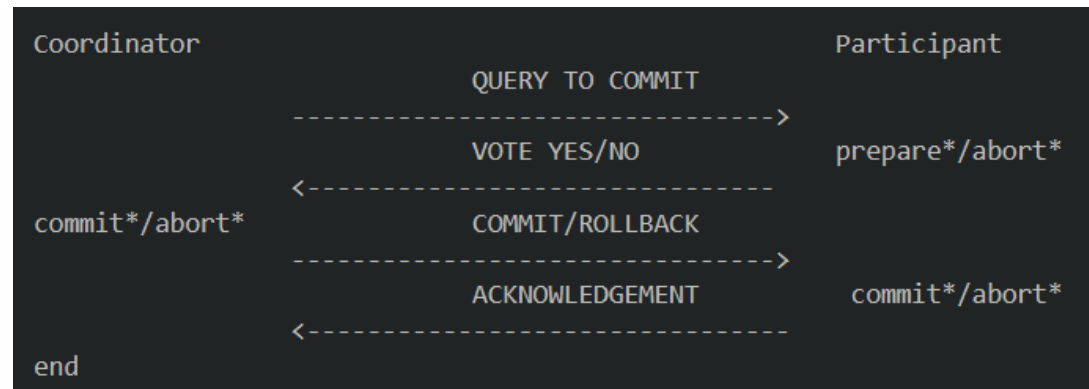 Coordinator Participant
QUERY TO COMMIT
-------------------------------->
VOTE YES/NO prepare*/abort*
<-------------------------------
commit*/abort* COMMIT/ROLLBACK
-------------------------------->
ACKNOWLEDGEMENT commit*/abort*
<--------------------------------
end